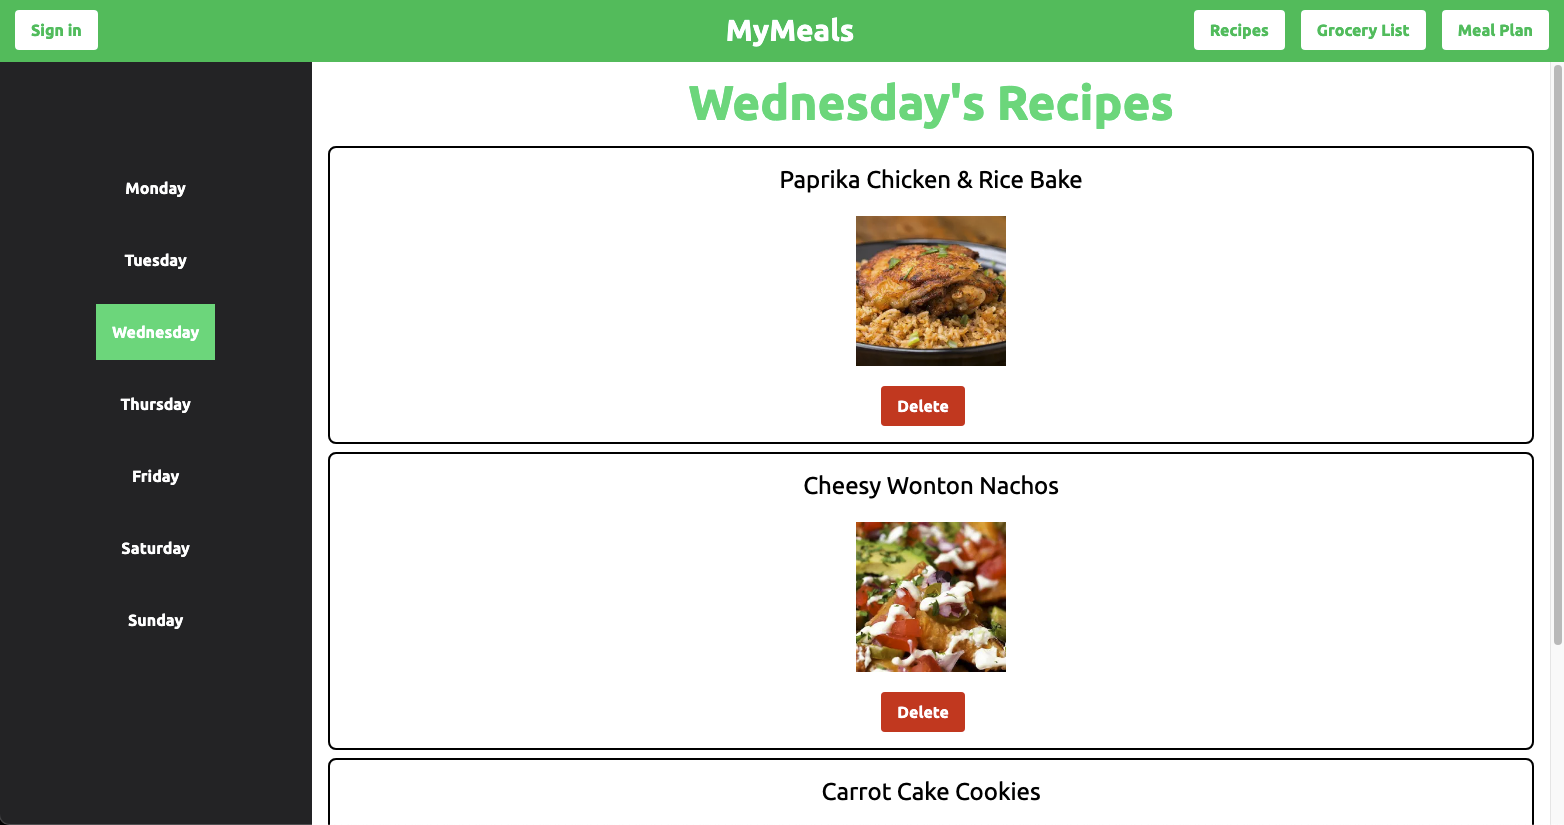 Sign in
MyMeals
Recipes
Grocery List
Meal Plan
Monday
Tuesday
Wednesday
Thursday
Friday
Saturday
Sunday
Wednesday's Recipes
Paprika Chicken & Rice Bake
Delete
Cheesy Wonton Nachos
Delete
Carrot Cake Cookies